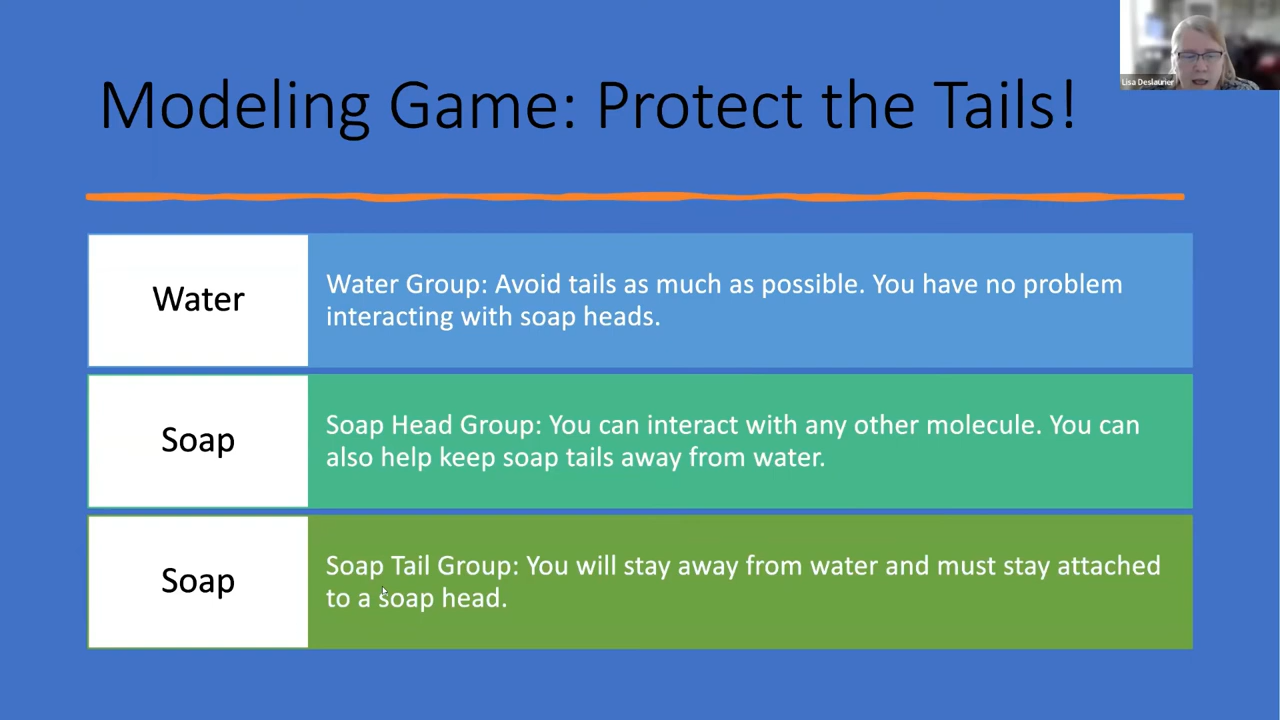 Modeling Game: Protect the Tails!
Lisa Deslaurier
Water
Water Group: Avoid tails as much as possible. You have no problem
interacting with soap heads.
Soap
Soap Head Group: You can interact with any other molecule. You can
also help keep soap tails away from water.
Soap
Soap Tail Group: You will stay away from water and must stay attached
to a soap head.